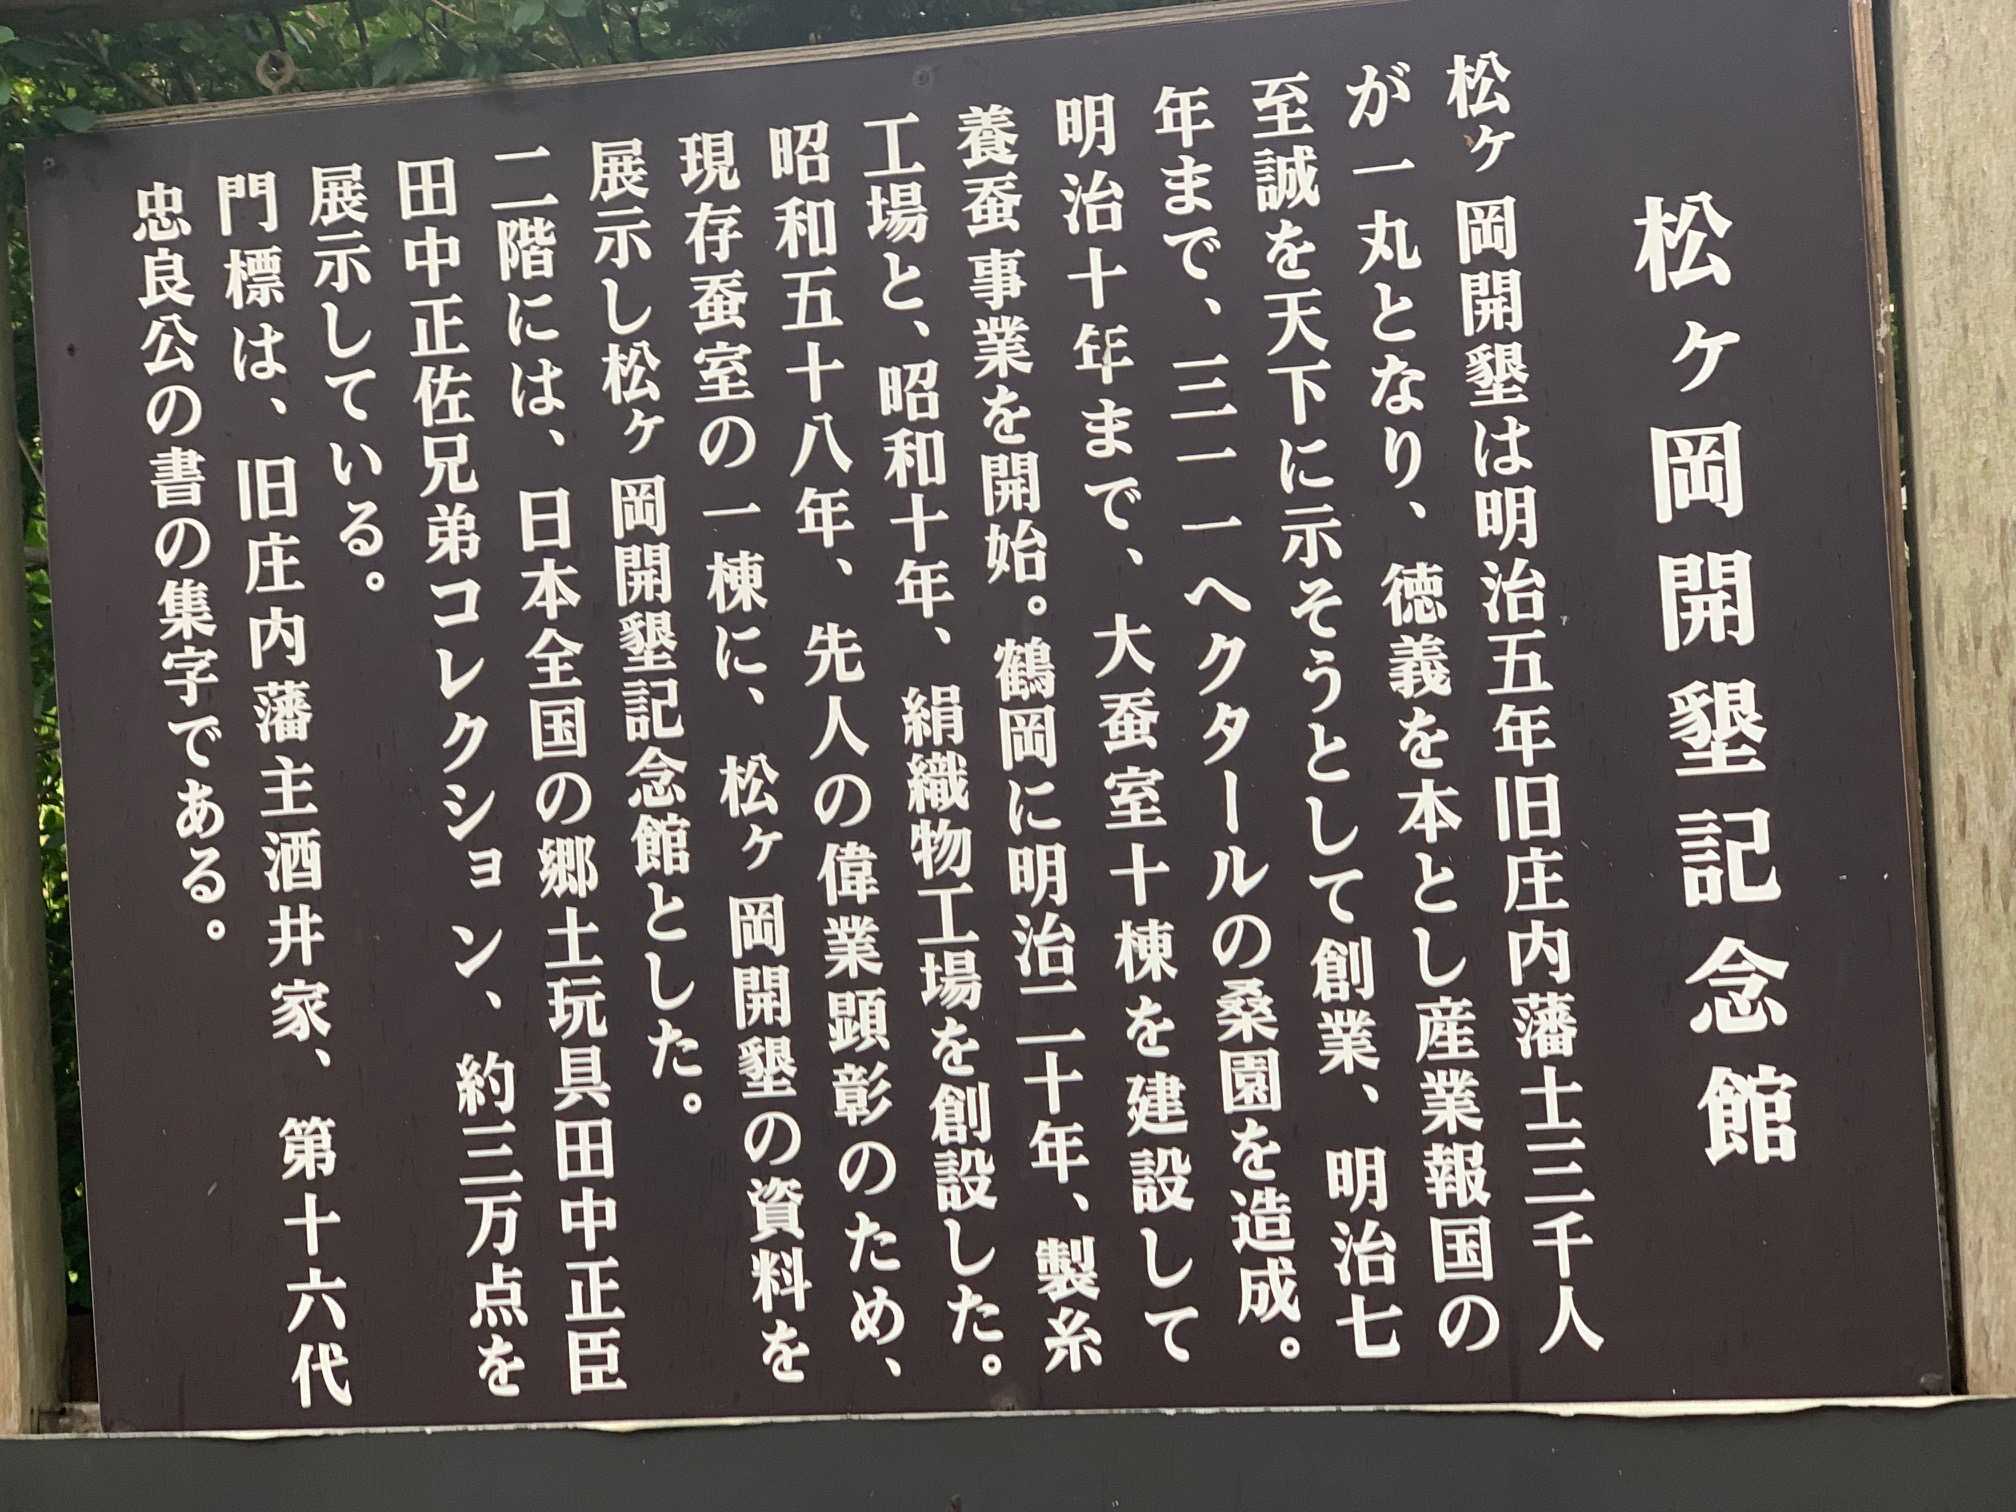 松ヶ岡開墾記念館
松ヶ岡開墾は明治五年旧庄内藩士三千人
が一丸となり、徳義を本とし産業報国の
至誠を天下に示そうとして創業、明治七
年まで、三一一ヘクタールの桑園を造成。
明治十年まで、大蚕室十棟を建設して
養蚕事業を開始。鶴岡に明治二十年、製糸
工場と、昭和十年、絹織物工場を創設した。
昭和五十八年、先人の偉業顕彰のため、
現存蚕室の一棟に、松ヶ岡開墾の資料を
展示し松ヶ岡開墾記念館とした。
二階には、日本全国の郷土玩具田中正臣
田中正佐兄弟コレクション、約三万点を
展示している。
門標は、旧庄内藩主酒井家、第十六代
忠良公の書の集字である。